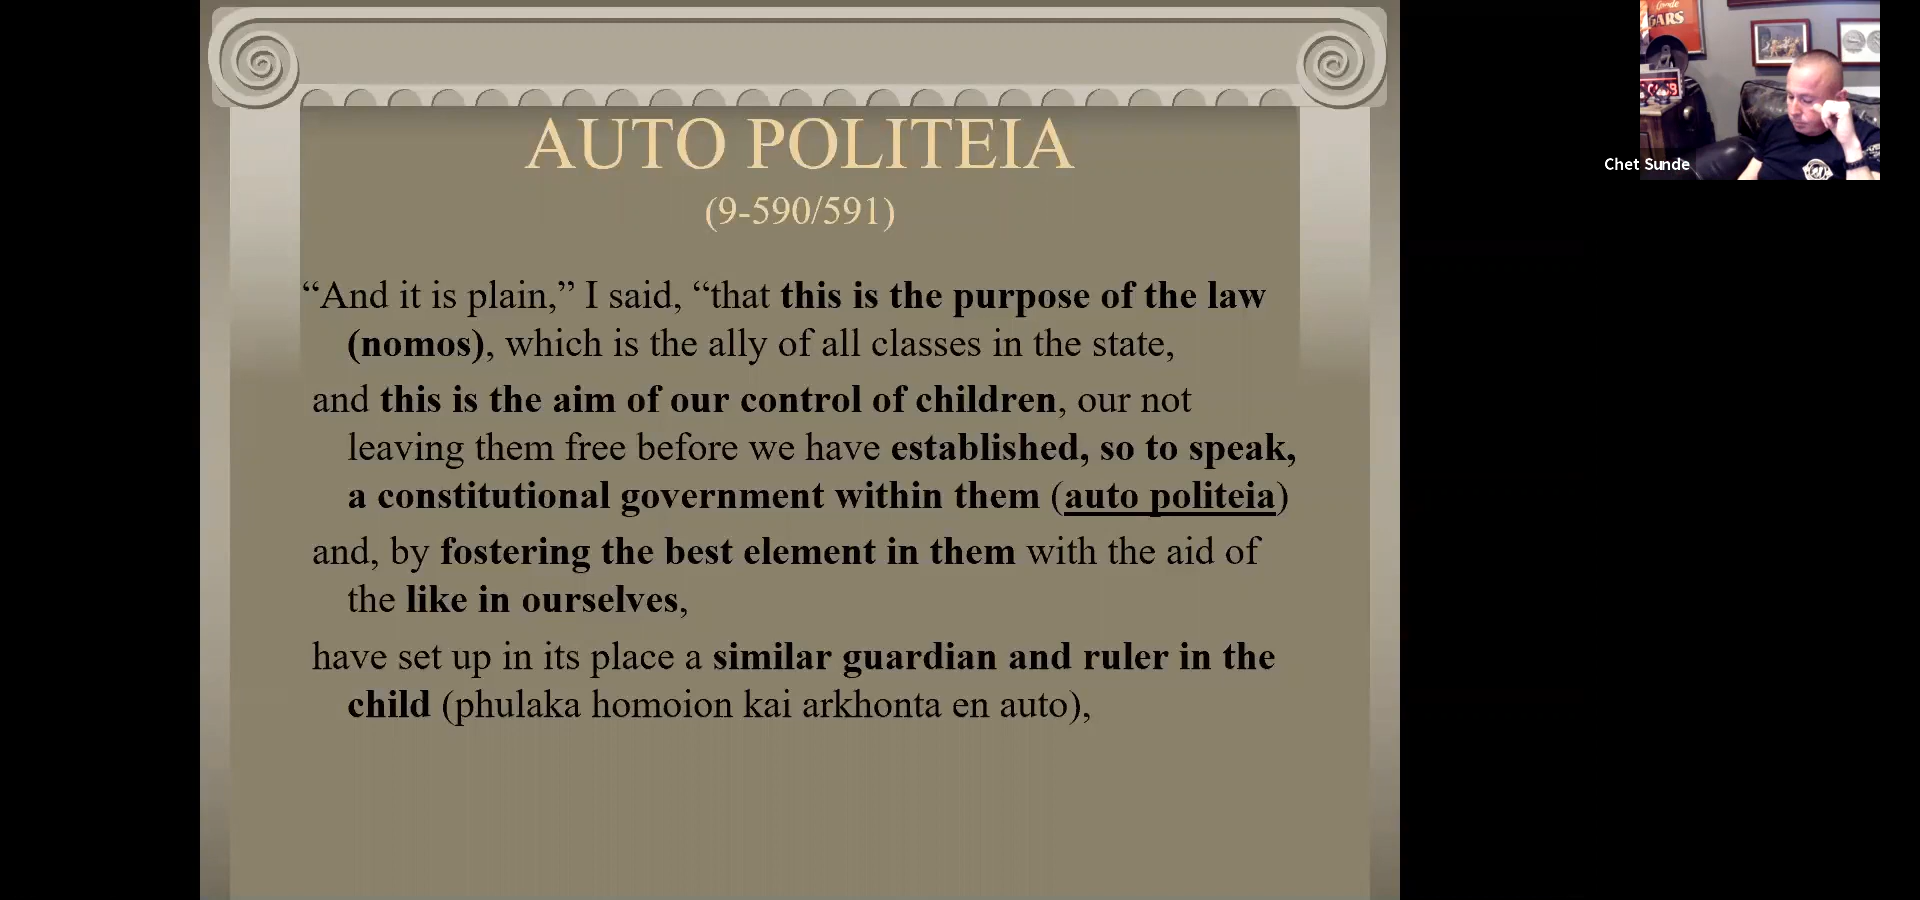 AUTO POLITEIA
(9-590/591)
“And it is plain,” I said, “that this is the purpose of the law
(nomos), which is the ally of all classes in the state,
and this is the aim of our control of children, our not
leaving them free before we have established, so to speak,
a constitutional government within them (auto politeia)
and, by fostering the best element in them with the aid of
the like in ourselves,
have set up in its place a similar guardian and ruler in the
child (phulaka homoion kai arkhonta en auto),
Chet Sunde